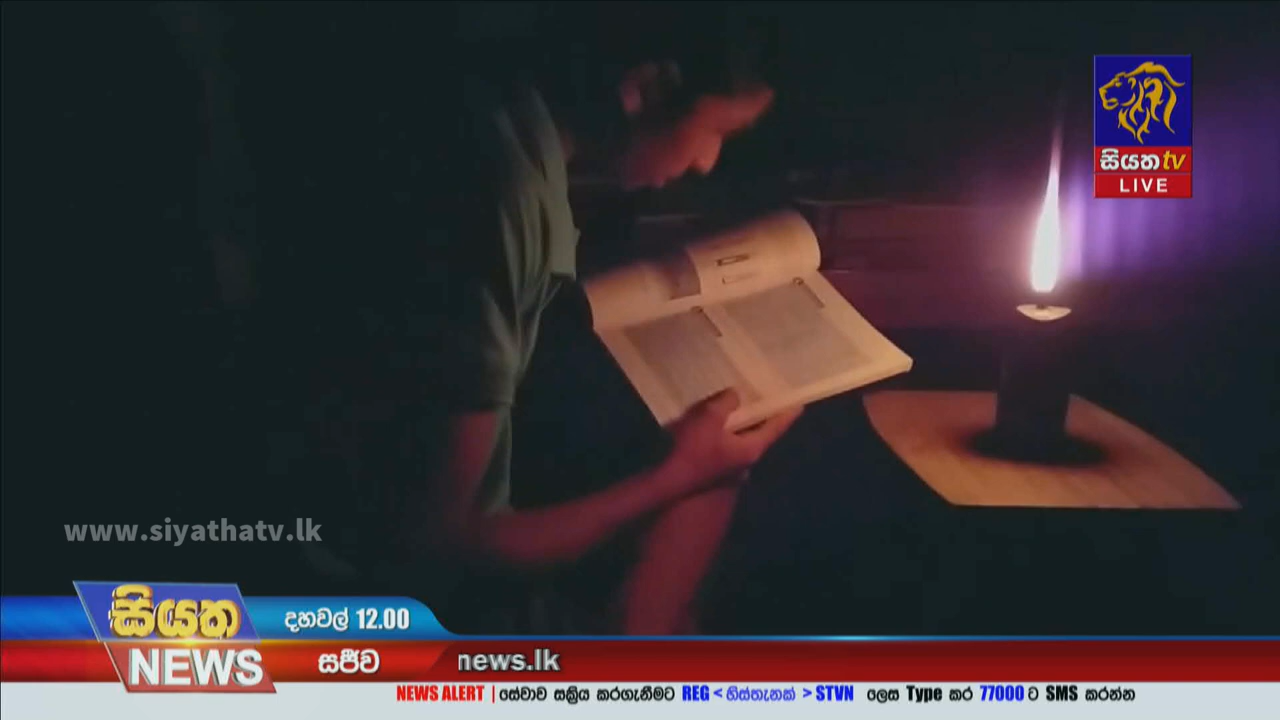 සියත tv
LIVE
www.siyathatv.lk
සියත
NEWS
දහවල් 12.00
සජීව
news.lk
NEWS ALERT | සේවාව සක්‍රිය කරගැනීමට REG < හිස්තැනක් > STVN ලෙස Type කර 77000 ට SMS කරන්න